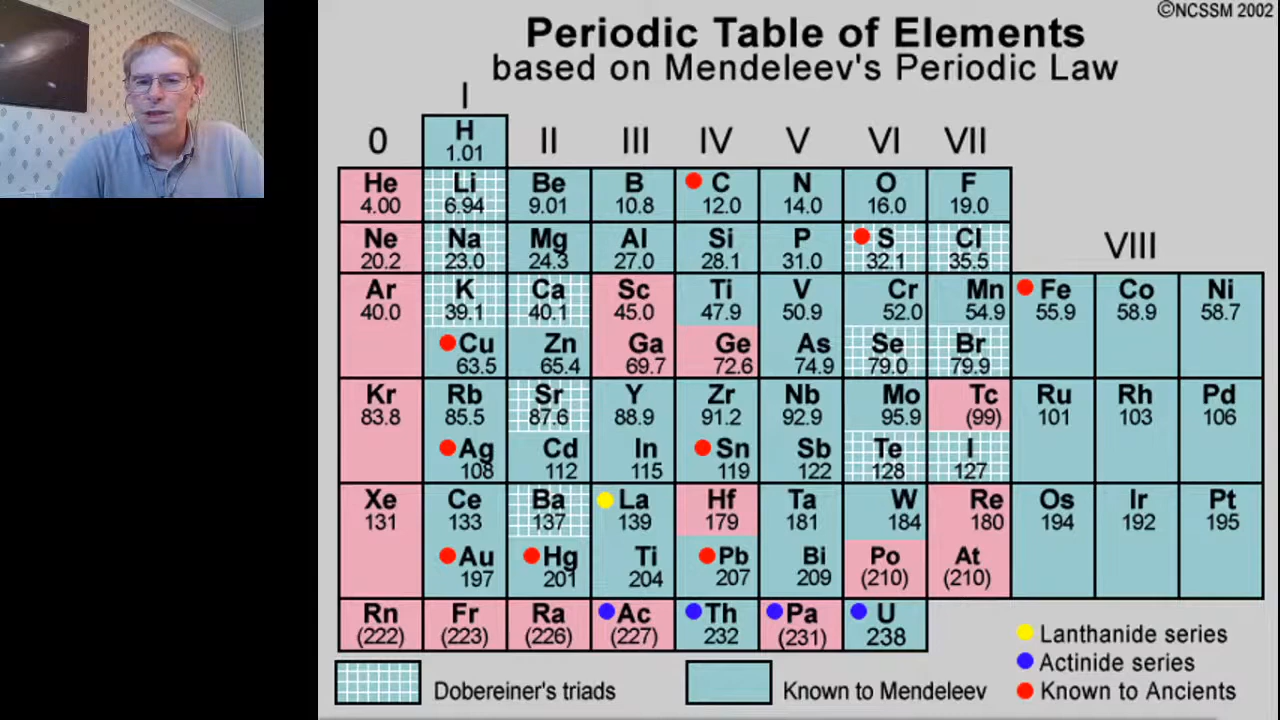 ©NCSSM 2002
Periodic Table of Elements
based on Mendeleev's Periodic Law
I
0 II III IV V VI VII
H
1.01
He Li Be B C N O F
4.00 6.94 9.01 10.8 12.0 14.0 16.0 19.0
Ne Na Mg Al Si P S Cl
20.2 23.0 24.3 27.0 28.1 31.0 32.1 35.5
VIII
Ar K Ca Sc Ti V Cr Mn Fe Co Ni
40.0 39.1 40.1 45.0 47.9 50.9 52.0 54.9 55.9 58.9 58.7
Cu Zn Ga Ge As Se Br
63.5 65.4 69.7 72.6 74.9 79.0 79.9
Kr Rb Sr Y Zr Nb Mo Tc Ru Rh Pd
83.8 85.5 87.6 88.9 91.2 92.9 95.9 (99) 101 103 106
Ag Cd In Sn Sb Te I
108 112 115 119 122 128 127
Xe Ce Ba La Hf Ta W Re Os Ir Pt
131 133 137 139 179 181 184 180 194 192 195
Au Hg Ti Pb Bi Po At
197 201 204 207 209 (210) (210)
Rn Fr Ra Ac Th Pa U
(222) (223) (226) (227) 232 (231) 238
Lanthanide series
Actinide series
Known to Ancients
Dobereiner's triads
Known to Mendeleev